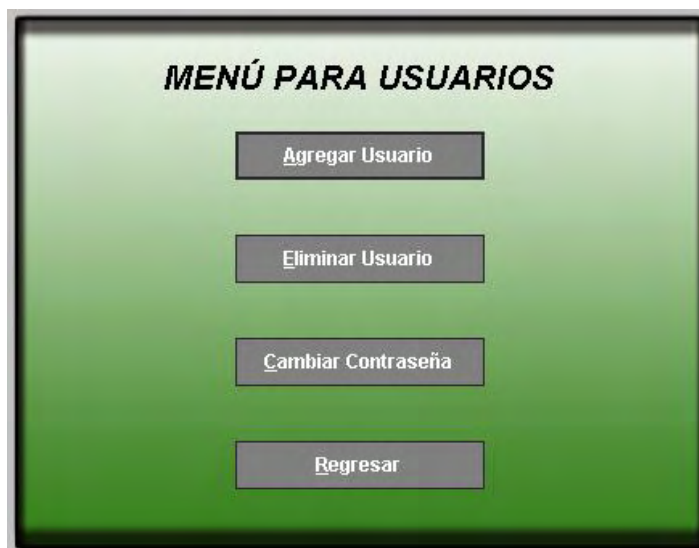 MENÚ PARA USUARIOS
Agregar Usuario
Eliminar Usuario
Cambiar Contraseña
Regresar